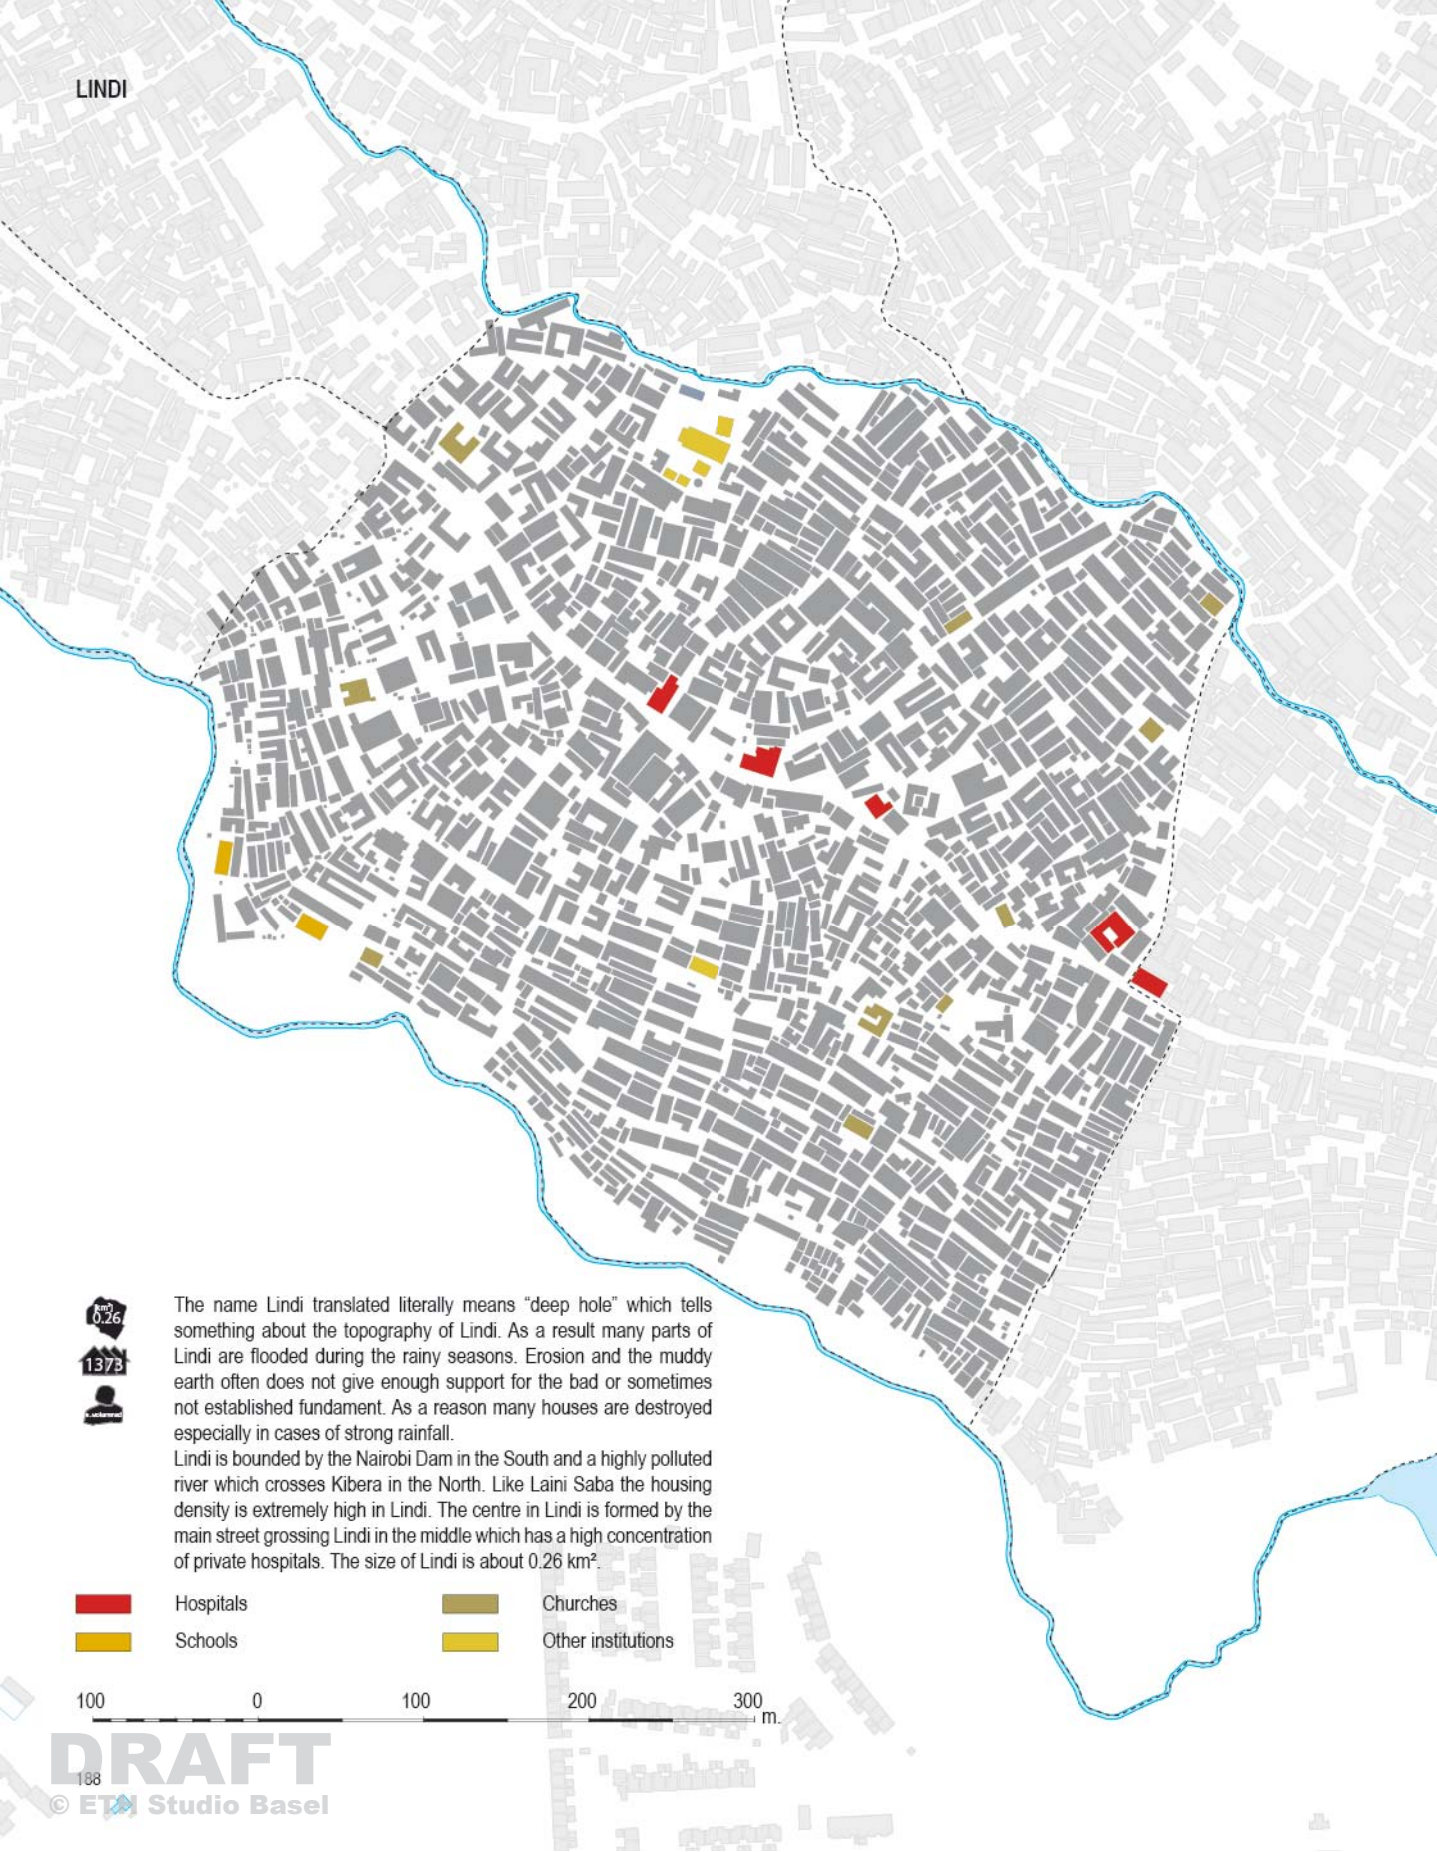 LINDI
km²
0.26
1373
The name Lindi translated literally means “deep hole” which tells
something about the topography of Lindi. As a result many parts of
Lindi are flooded during the rainy seasons. Erosion and the muddy
earth often does not give enough support for the bad or sometimes
not established fundament. As a reason many houses are destroyed
especially in cases of strong rainfall.
Lindi is bounded by the Nairobi Dam in the South and a highly polluted
river which crosses Kibera in the North. Like Laini Saba the housing
density is extremely high in Lindi. The centre in Lindi is formed by the
main street grossing Lindi in the middle which has a high concentration
of private hospitals. The size of Lindi is about 0.26 km².
Hospitals
Churches
Schools
Other institutions
100 0 100 200 300 m.
DRAFT
188
© ETH Studio Basel